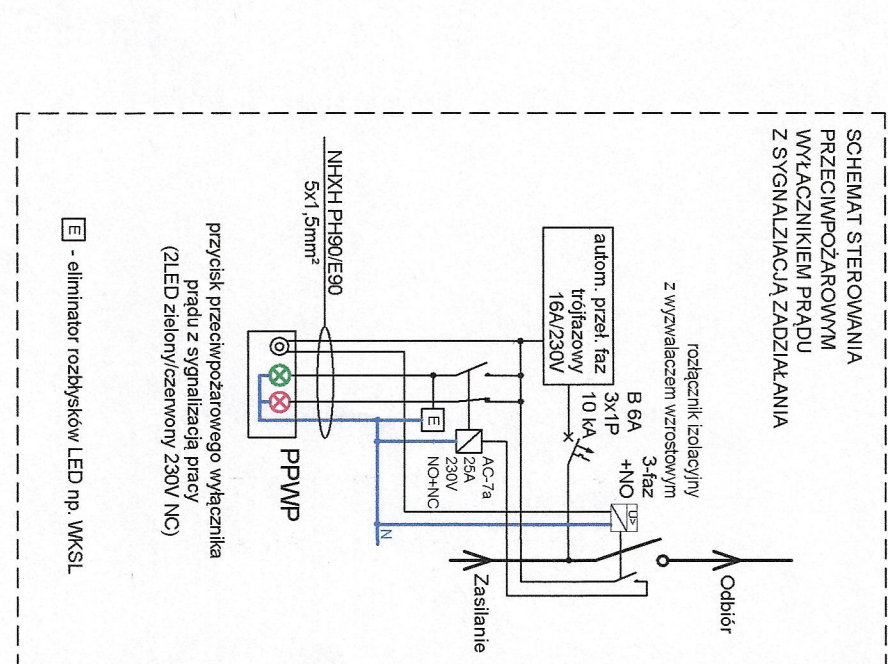 SCHEMAT STEROWANIA
PRZECIWPOŻAROWYM
WYŁACZNIKIEM PRĄDU
Z SYGNALZIACJĄ ZADZIAŁANIA
rozłącznik izolacyjny
z wyzwalaczem wzrostowym
3-faz
+NO
U>
Odbiór
Zasilanie
autom. przeł. faz
trójfazowy
16A/230V
B 6A
3x1P
10 kA
AC-7a
25A
230V
NO+NC
E
N
NHXH PH90/E90
5x1,5mm²
PPWP
przycisk przeciwpożarowego wyłącznika
prądu z sygnalizacją pracy
(2LED zielony/czerwony 230V NC)
E - eliminator rozbłysków LED np. WKSL